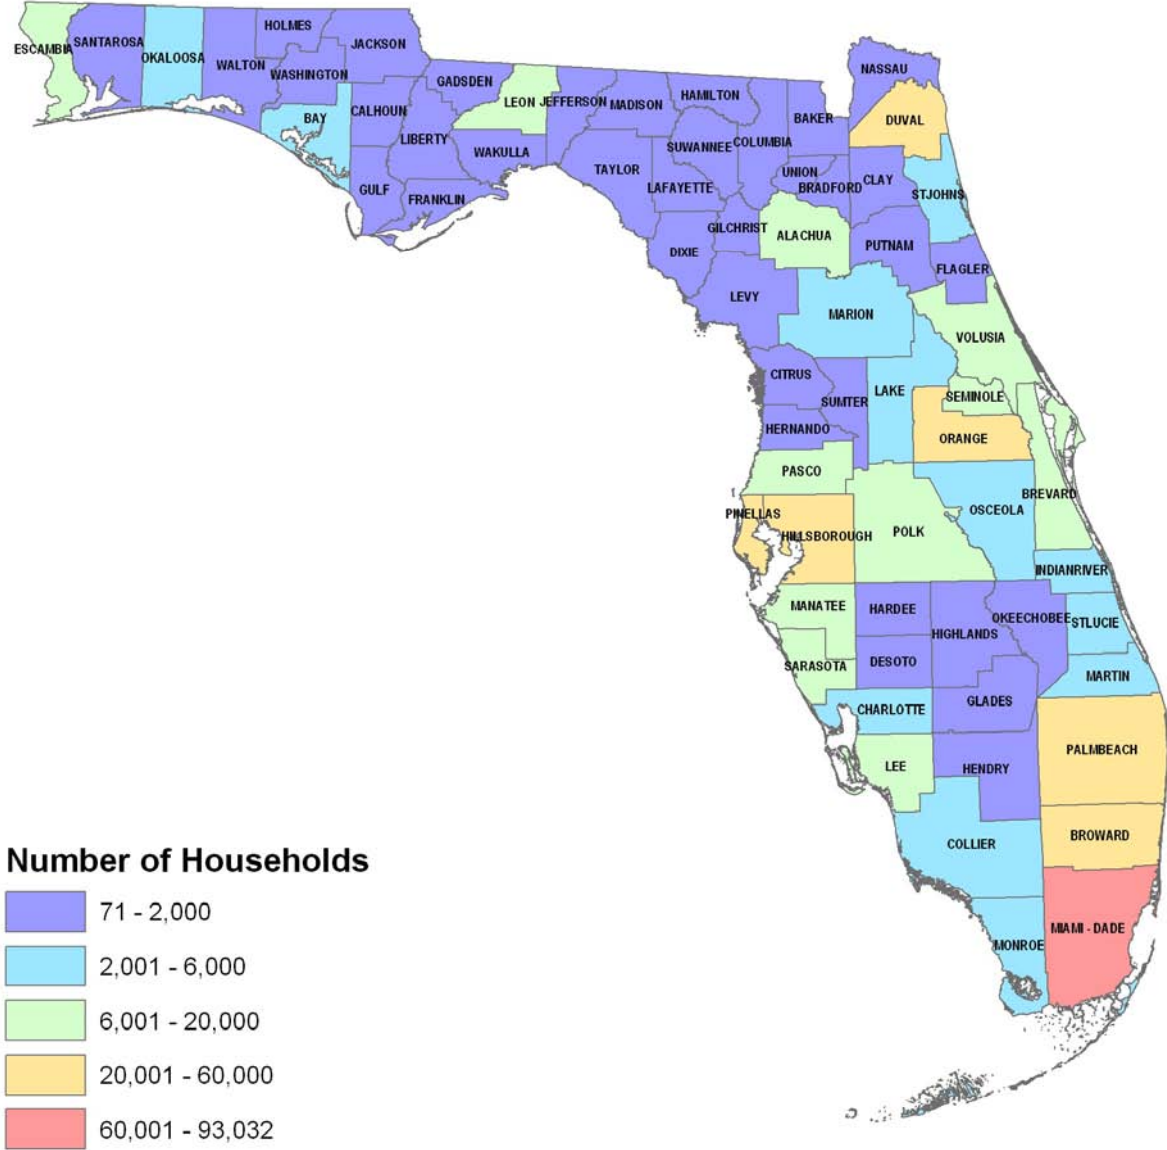 HOLMES
SANTAROSA
JACKSON
ESCAMBIA
OKALOOSA
WALTON
WASHINGTON
NASSAU
GADSDEN
HAMILTON
LEON
JEFFERSON
MADISON
CALHOUN
BAY
BAKER
DUVAL
LIBERTY
SUWANNEE
COLUMBIA
WAKULLA
TAYLOR
UNION
CLAY
GULF
LAFAYETTE
BRADFORD
STJOHNS
FRANKLIN
GILCHRIST
ALACHUA
PUTNAM
DIXIE
FLAGLER
LEVY
MARION
VOLUSIA
CITRUS
LAKE
SEMINOLE
SUMTER
HERNANDO
ORANGE
PASCO
BREVARD
OSCEOLA
PINELLAS
HILLSBOROUGH
POLK
INDIANRIVER
MANATEE
HARDEE
OKEECHOBEE
STLUCIE
HIGHLANDS
SARASOTA
DESOTO
MARTIN
GLADES
CHARLOTTE
PALMBEACH
LEE
HENDRY
BROWARD
COLLIER
MIAMI - DADE
MONROE
Number of Households
71 - 2,000
2,001 - 6,000
6,001 - 20,000
20,001 - 60,000
60,001 - 93,032